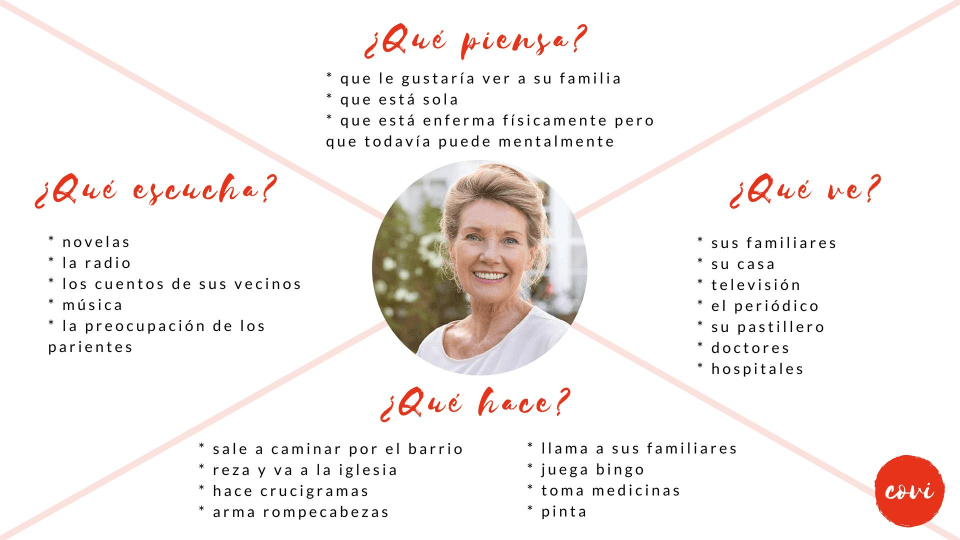 ¿Qué piensa?
* que le gustaría ver a su familia
* que está sola
* que está enferma físicamente pero
que todavía puede mentalmente
¿Qué escucha?
* novelas
* la radio
* los cuentos de sus vecinos
* música
* la preocupación de los
parientes
¿Qué ve?
* sus familiares
* su casa
* televisión
* el periódico
* su pastillero
* doctores
* hospitales
¿Qué hace?
* sale a caminar por el barrio
* reza y va a la iglesia
* hace crucigramas
* arma rompecabezas
* llama a sus familiares
* juega bingo
* toma medicinas
* pinta
covi